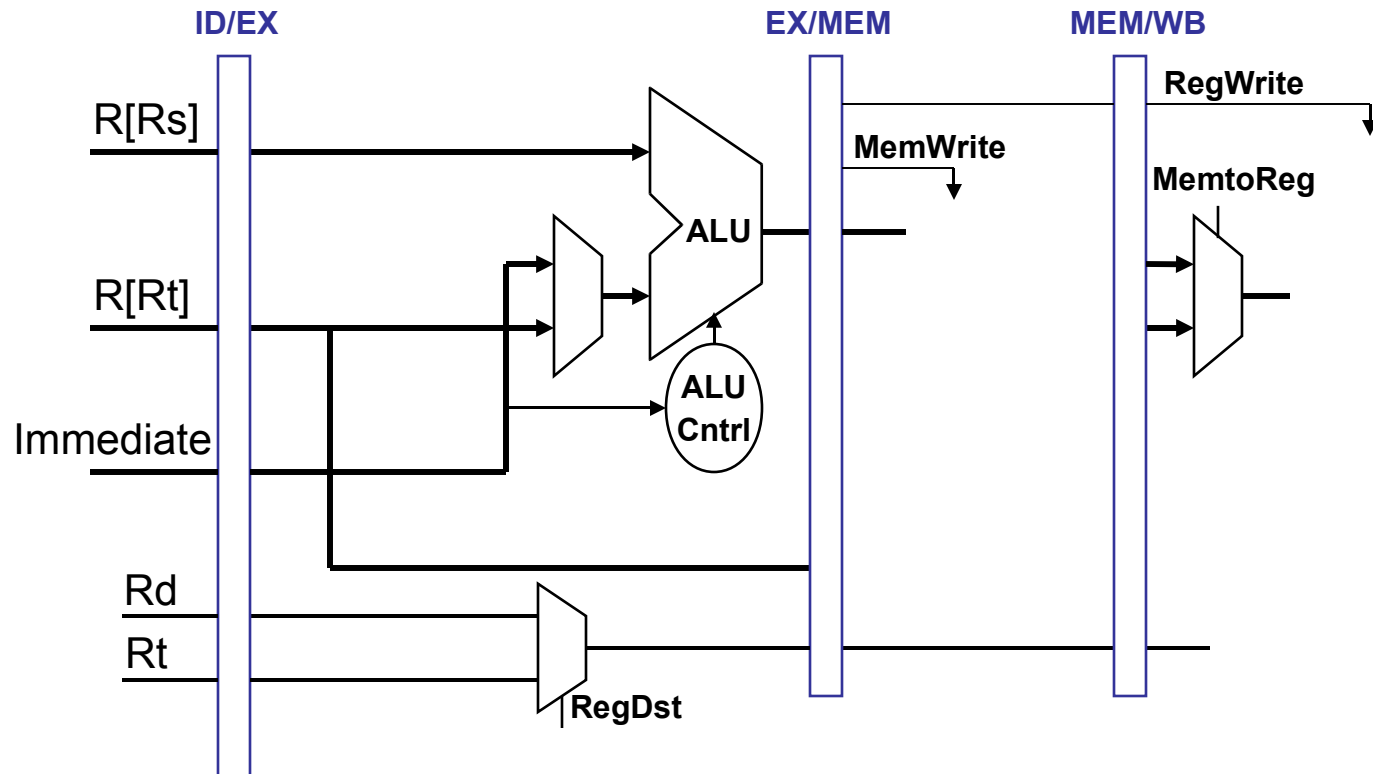 ID/EX
EX/MEM
MEM/WB
RegWrite
R[Rs]
MemWrite
MemtoReg
ALU
R[Rt]
ALU
Cntrl
Immediate
Rd
Rt
RegDst